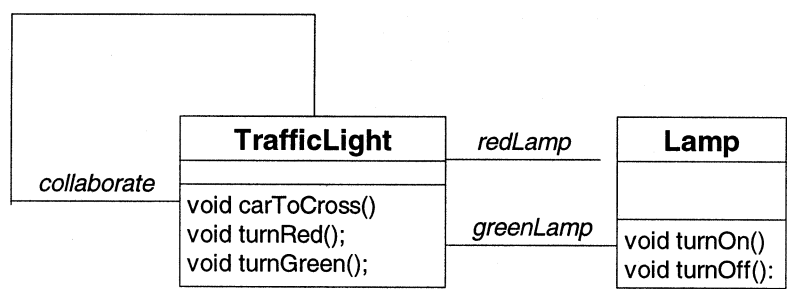 TrafficLight
redLamp
Lamp
collaborate
void carToCross()
greenLamp
void turnRed();
void turnOn()
void turnGreen();
void turnOff():